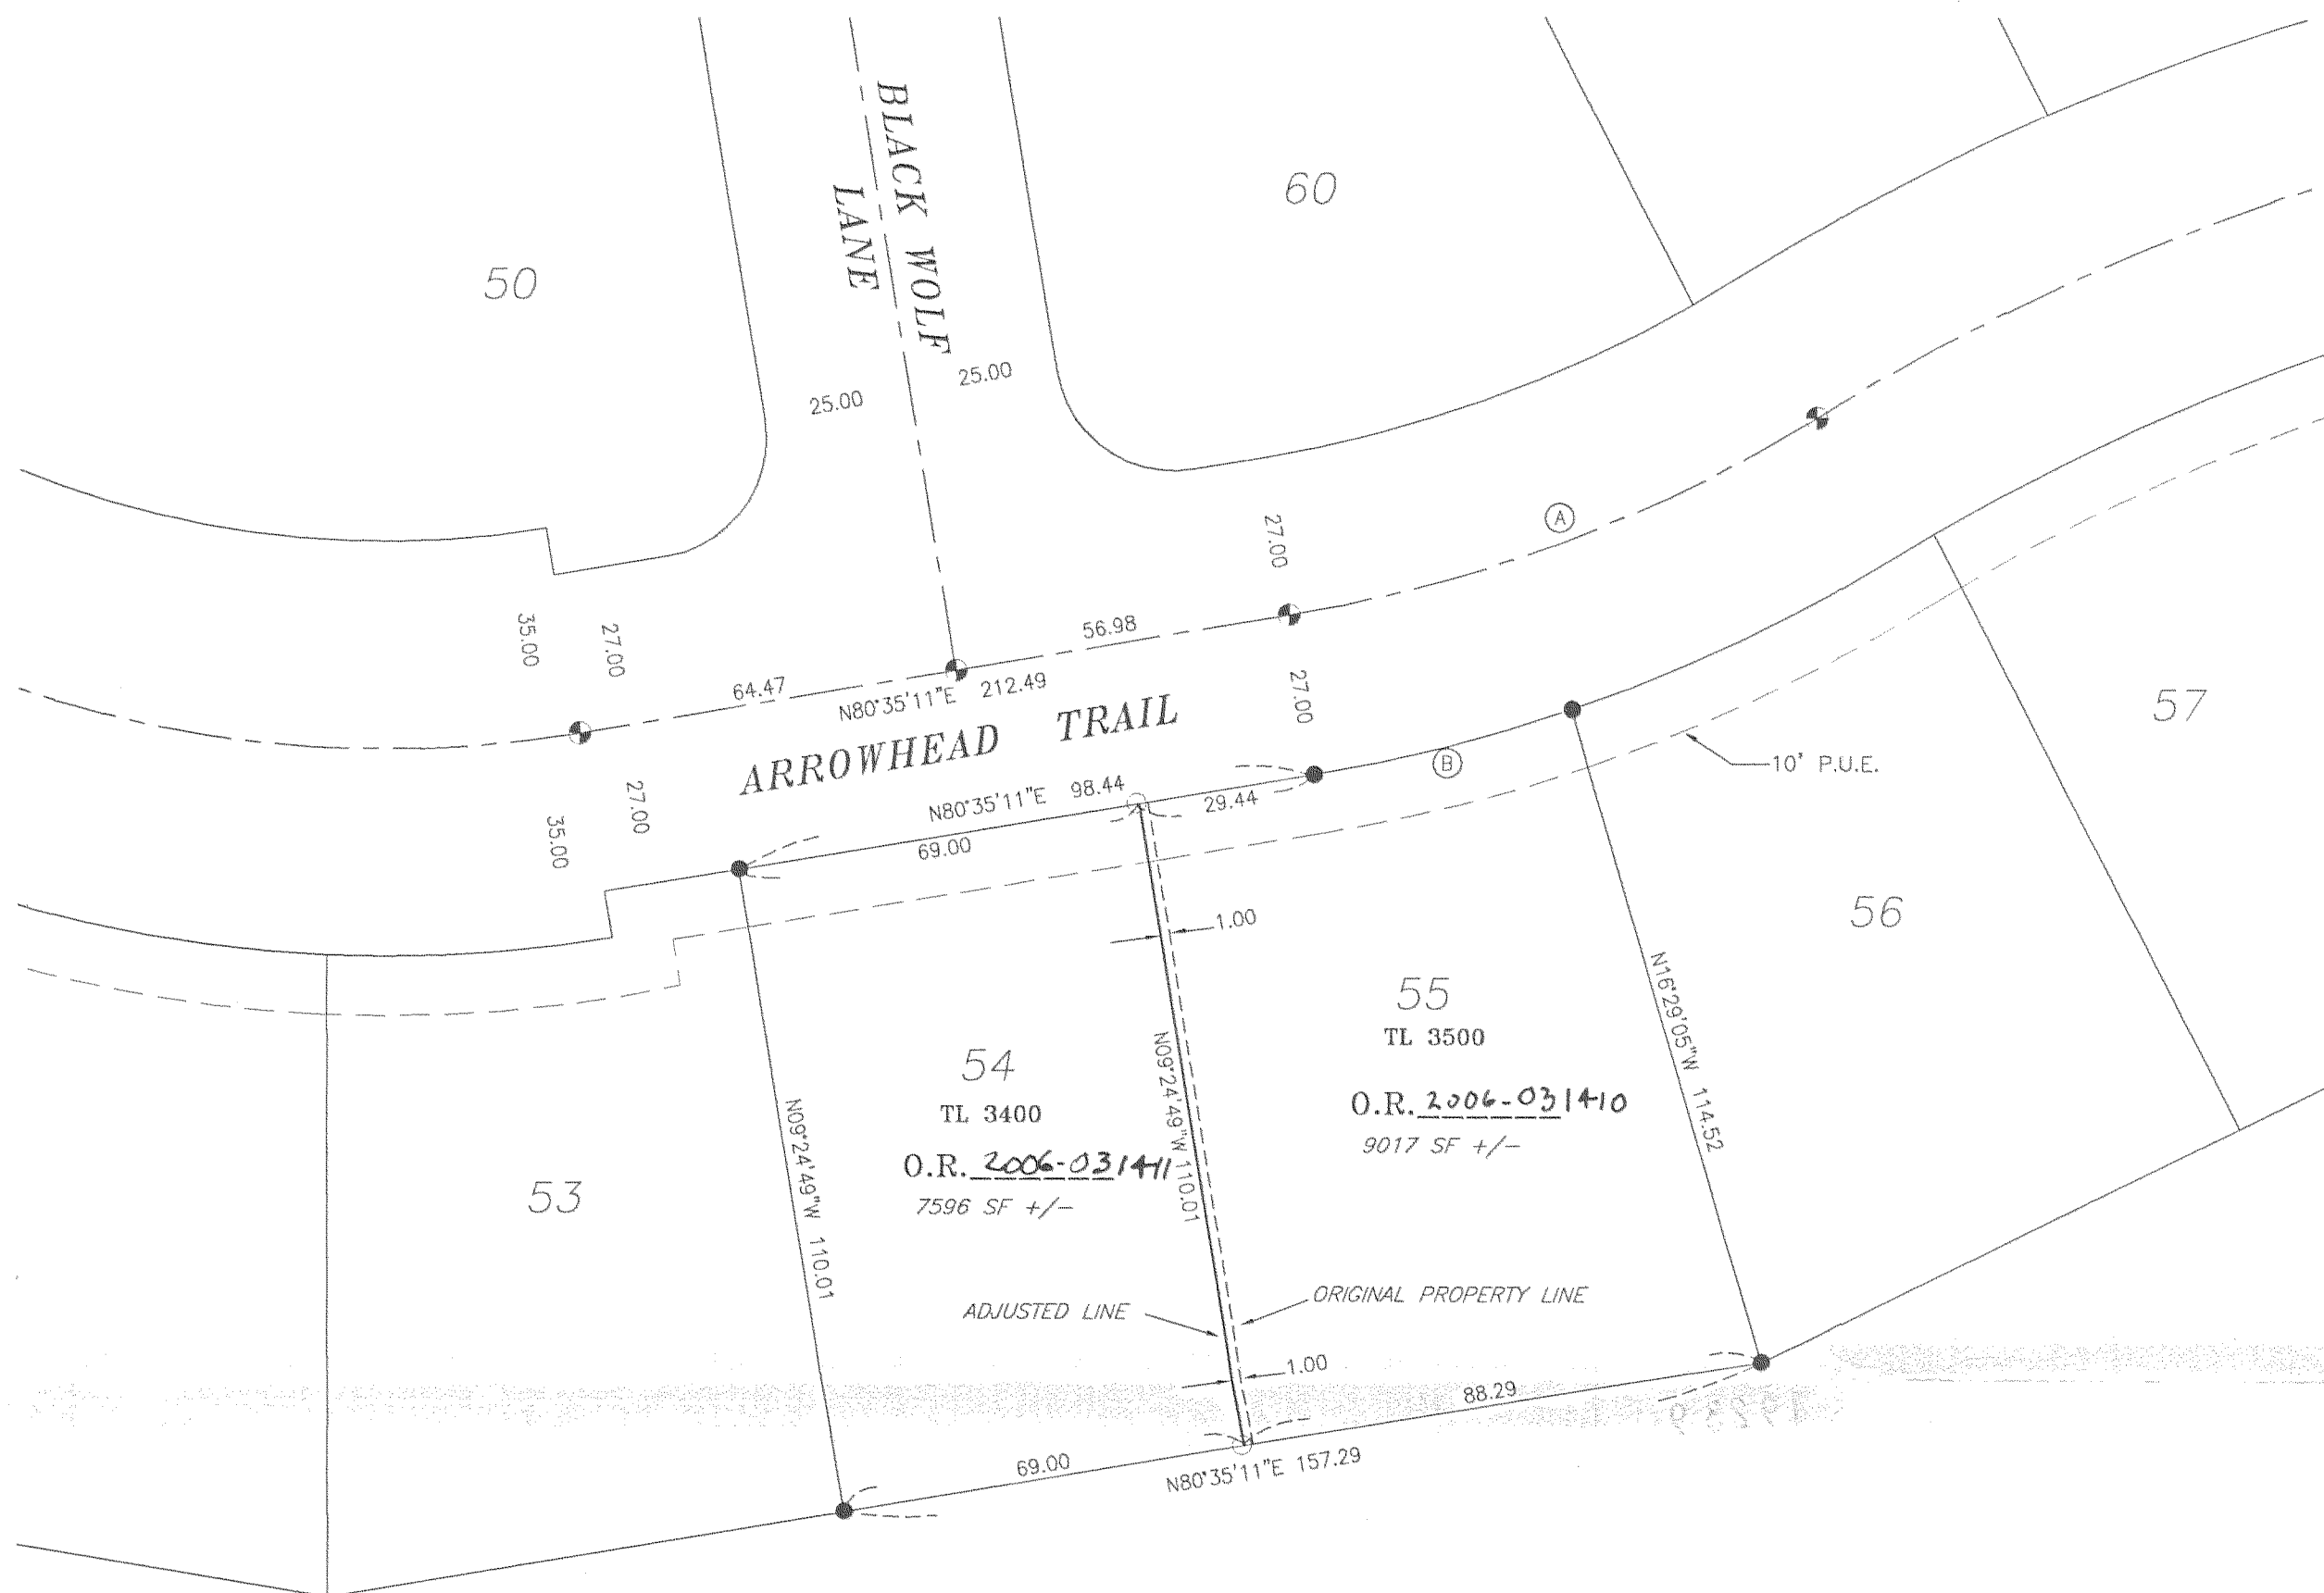 BLACK WOLF
LANE
60
50
25.00
25.00
A
27.00
56.98
35.00
27.00
64.47
N80°35'11"E 212.49
27.00
57
ARROWHEAD TRAIL
B
10' P.U.E.
N80°35'11"E 98.44
29.44
27.00
35.00
69.00
56
1.00
55
TL 3500
N16°29'05"W 114.52
54
TL 3400
N09°24'49"W 110.01
O.R. 2006-031410
9017 SF +/-
N09°24'49"W 110.01
O.R. 2006-031411
7596 SF +/-
53
ADJUSTED LINE
ORIGINAL PROPERTY LINE
1.00
88.29
69.00
N80°35'11"E 157.29